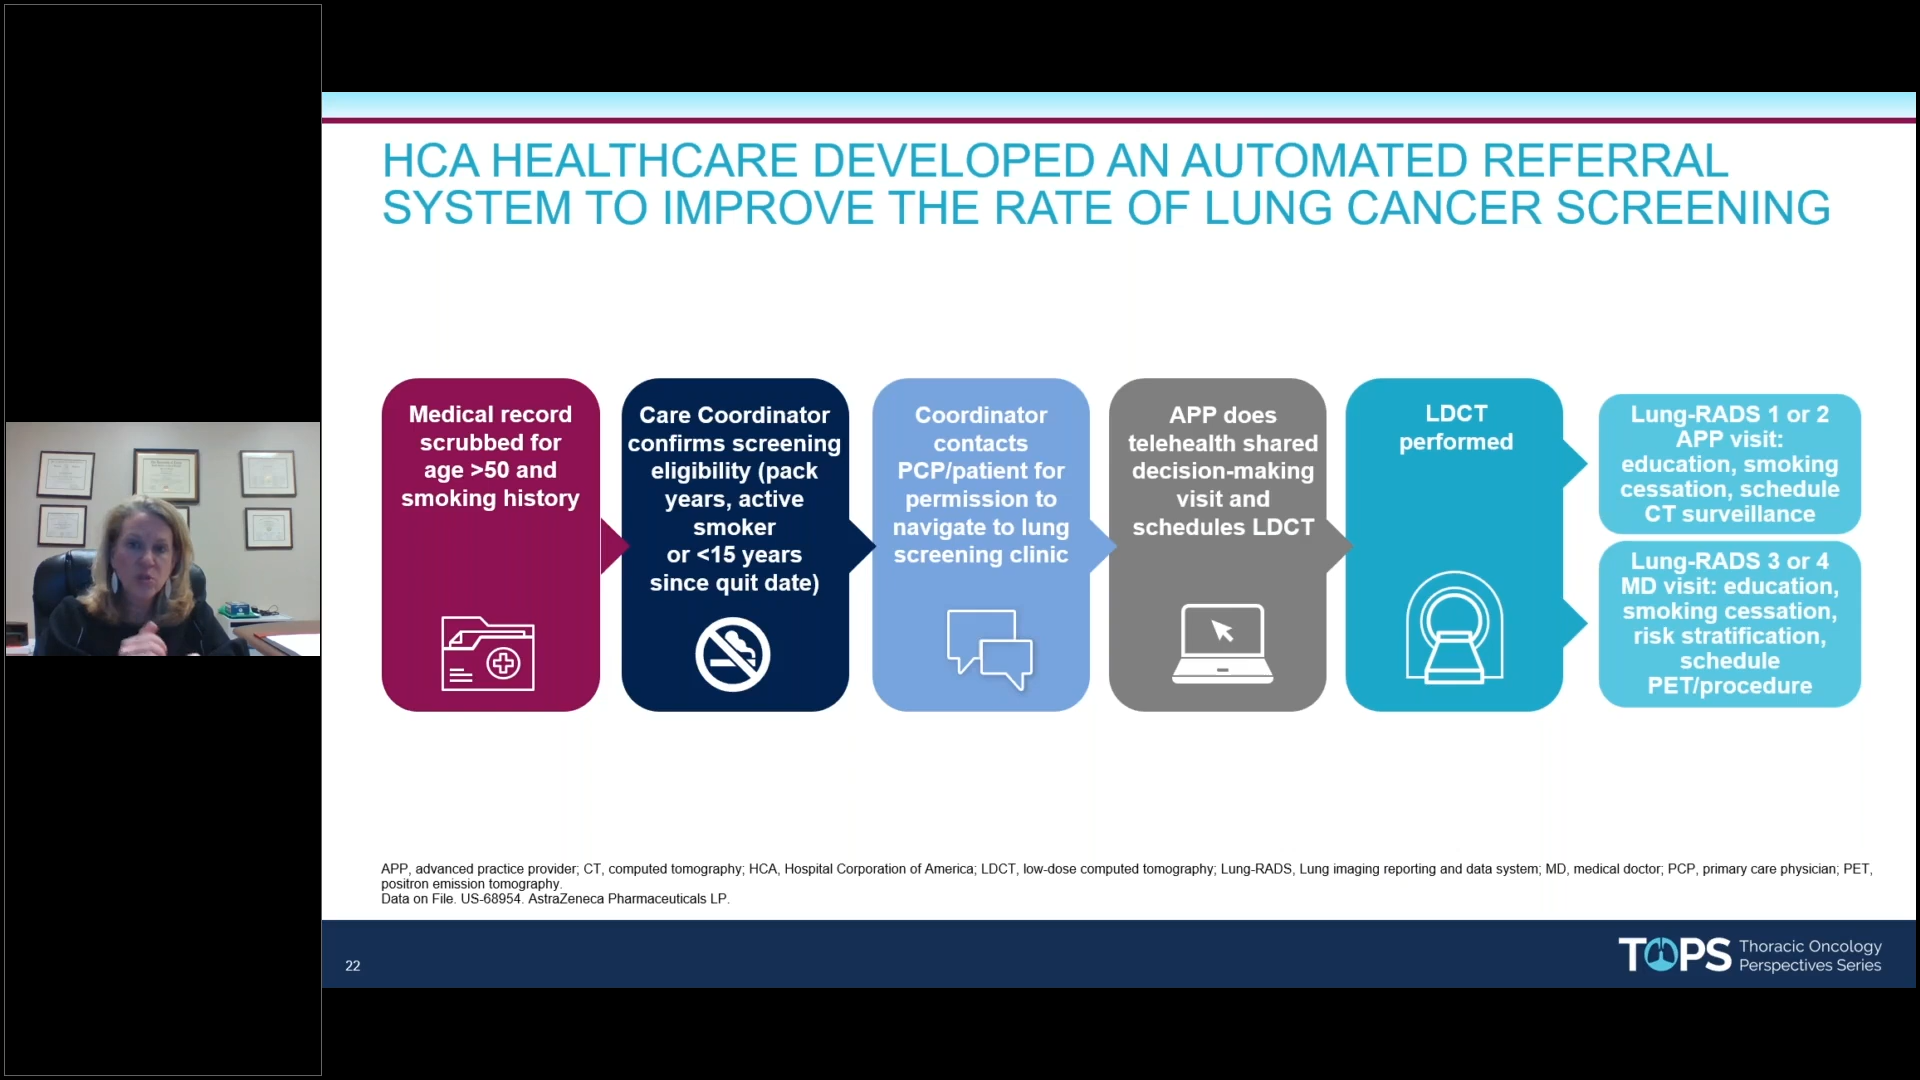 HCA HEALTHCARE DEVELOPED AN AUTOMATED REFERRAL
SYSTEM TO IMPROVE THE RATE OF LUNG CANCER SCREENING
Medical record
scrubbed for
age >50 and
smoking history
Care Coordinator
confirms screening
eligibility (pack
years, active
smoker
or <15 years
since quit date)
Coordinator
contacts
PCP/patient for
permission to
navigate to lung
screening clinic
APP does
telehealth shared
decision-making
visit and
schedules LDCT
LDCT
performed
Lung-RADS 1 or 2
APP visit:
education, smoking
cessation, schedule
CT surveillance
Lung-RADS 3 or 4
MD visit: education,
smoking cessation,
risk stratification,
schedule
PET/procedure
APP, advanced practice provider; CT, computed tomography; HCA, Hospital Corporation of America; LDCT, low-dose computed tomography; Lung-RADS, Lung imaging reporting and data system; MD, medical doctor; PCP, primary care physician; PET,
positron emission tomography.
Data on File. US-68954. AstraZeneca Pharmaceuticals LP.
22
TOPS
Thoracic Oncology
Perspectives Series